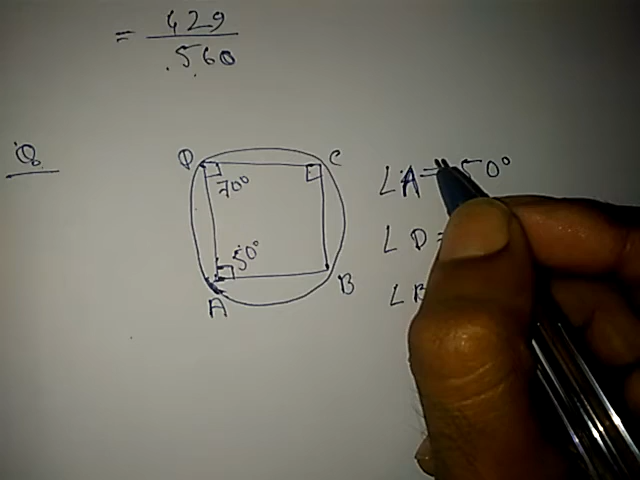 = 429
.560
Q
D C
70°
50°
A B
∠A = 50°
∠D =
∠B